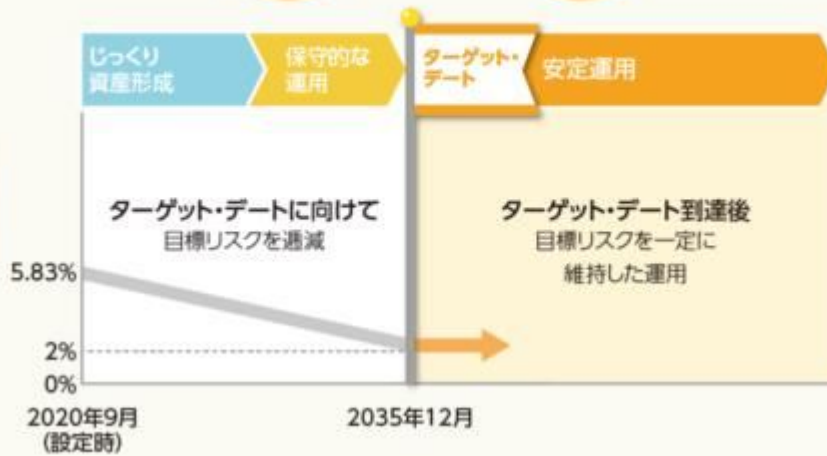 じっくり
資産形成
保守的な
運用
ターゲット・
デート
安定運用
ターゲット・デートに向けて
目標リスクを逓減
ターゲット・デート到達後
目標リスクを一定に
維持した運用
5.83%
2%
0%
2020年9月
(設定時)
2035年12月